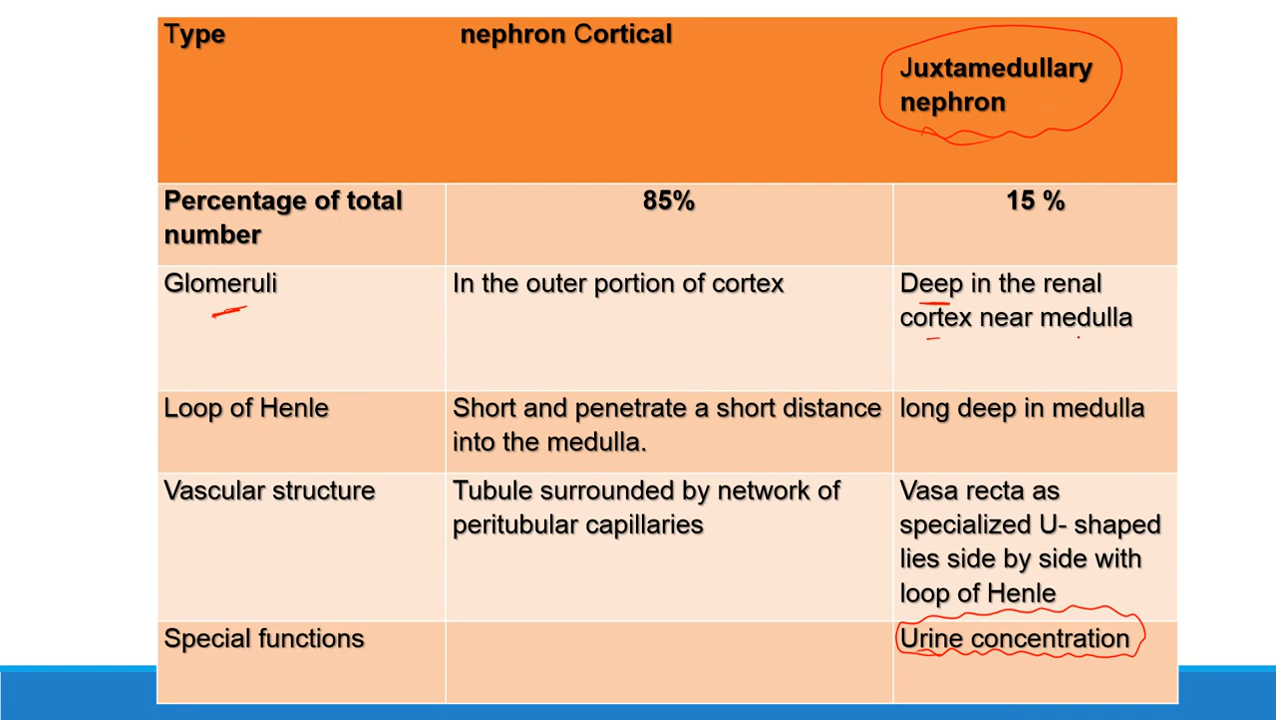 Type
nephron Cortical
Juxtamedullary
nephron
Percentage of total
number
85%
15 %
Glomeruli
In the outer portion of cortex
Deep in the renal
cortex near medulla
Loop of Henle
Short and penetrate a short distance
into the medulla.
long deep in medulla
Vascular structure
Tubule surrounded by network of
peritubular capillaries
Vasa recta as
specialized U- shaped
lies side by side with
loop of Henle
Special functions
Urine concentration